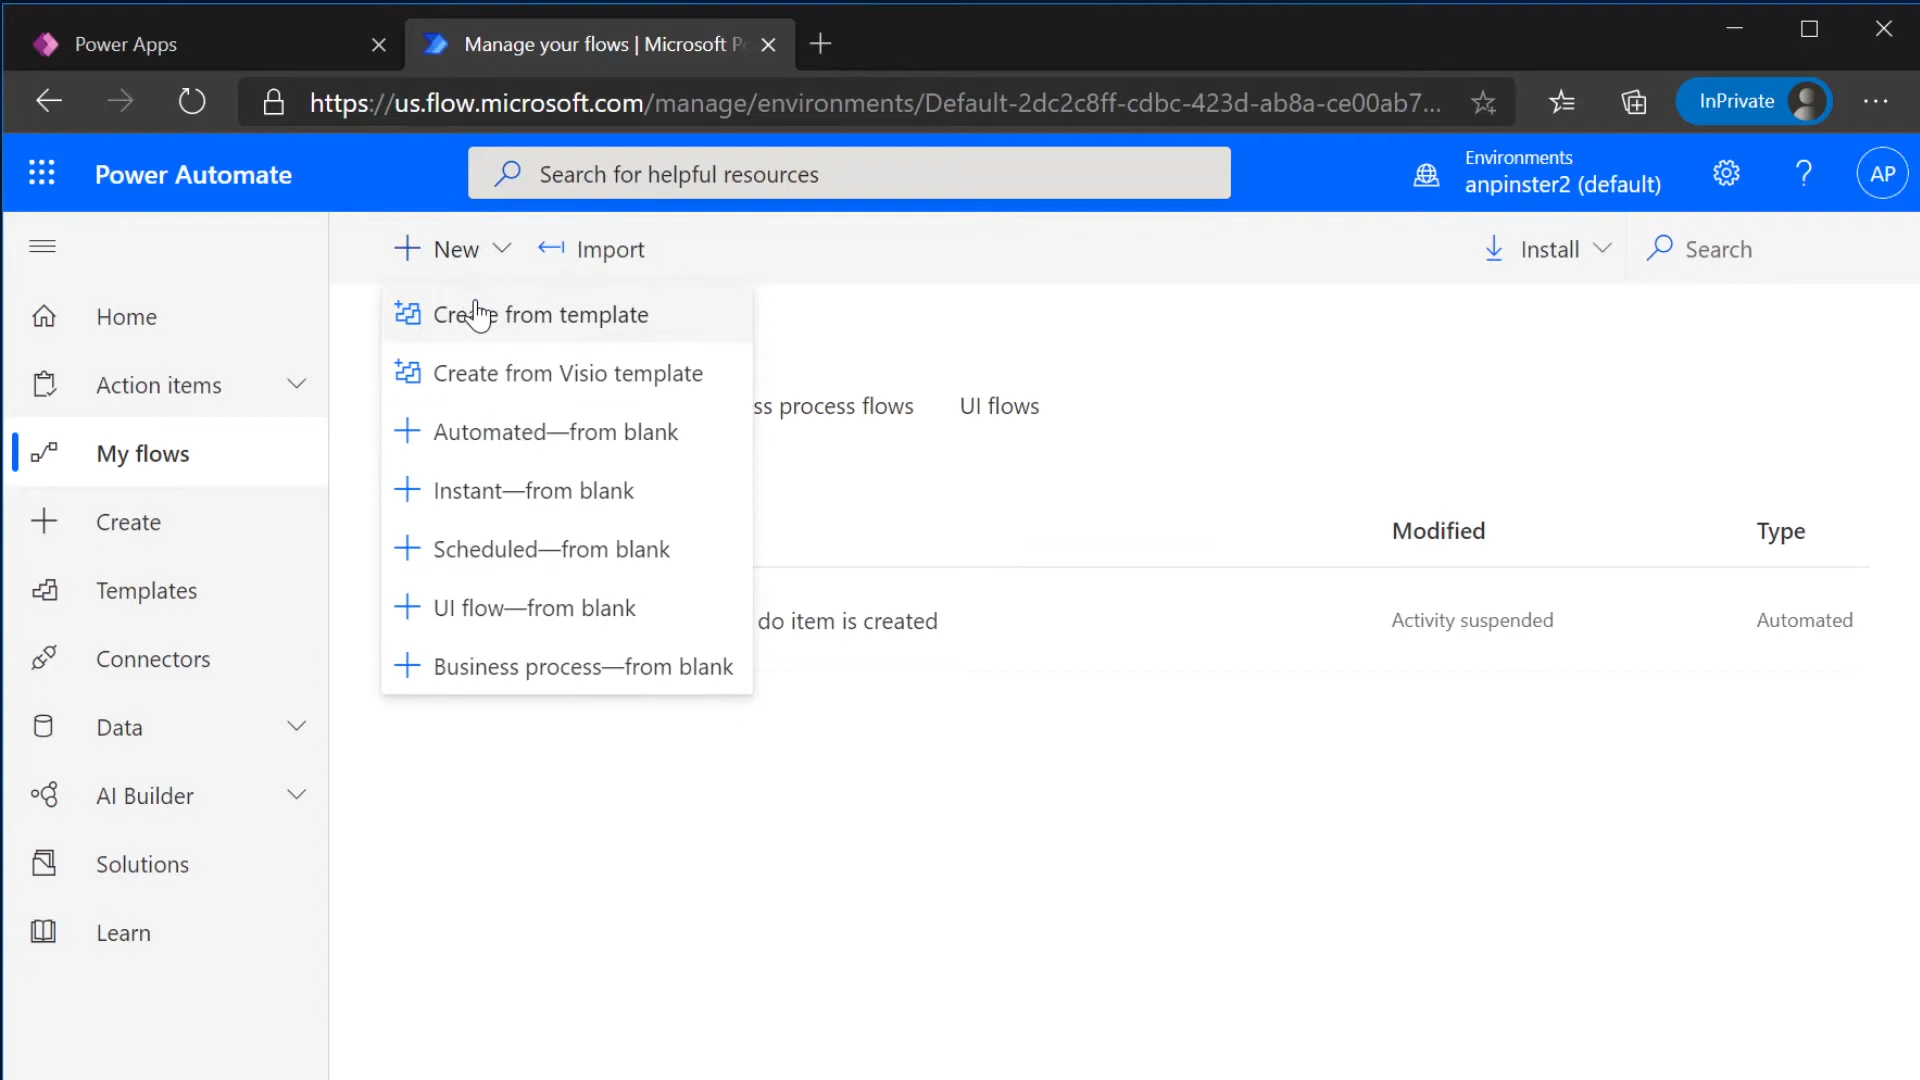 Power Apps
Manage your flows | Microsoft P
https://us.flow.microsoft.com/manage/environments/Default-2dc2c8ff-cdbc-423d-ab8a-ce00ab7...
InPrivate
Power Automate
Search for helpful resources
Environments
anpinster2 (default)
?
AP
New
Import
Install
Search
Home
Action items
My flows
Create
Templates
Connectors
Data
AI Builder
Solutions
Learn
Create from template
Create from Visio template
Automated—from blank
Instant—from blank
Scheduled—from blank
UI flow—from blank
Business process—from blank
ss process flows
UI flows
Modified
Type
do item is created
Activity suspended
Automated